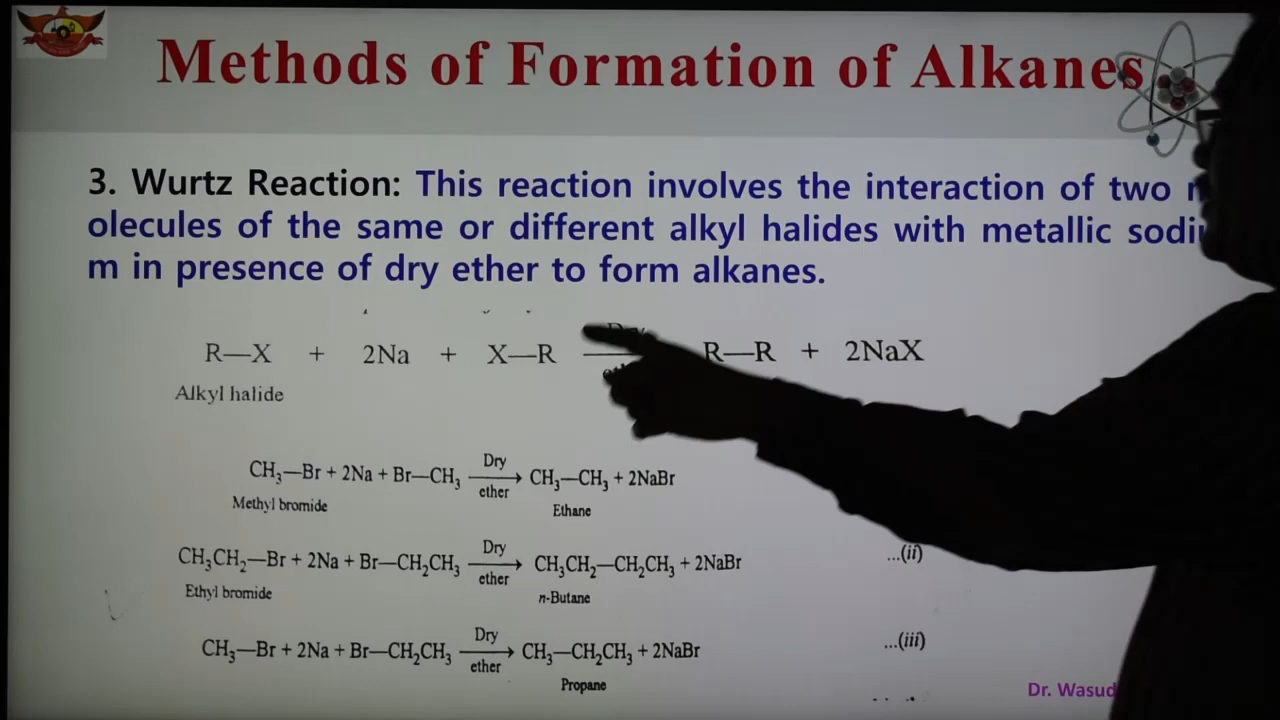 Methods of Formation of Alkanes
3. Wurtz Reaction: This reaction involves the interaction of two
olecules of the same or different alkyl halides with metallic
m in presence of dry ether to form alkanes.
R—X + 2Na + X—R R—R + 2NaX
Alkyl halide
CH₃—Br + 2Na + Br—CH₃ Dry ether → CH₃—CH₃ + 2NaBr
Methyl bromide Ethane
CH₃CH₂—Br + 2Na + Br—CH₂CH₃ Dry ether → CH₃CH₂—CH₂CH₃ + 2NaBr ...(ii)
Ethyl bromide n-Butane
CH₃—Br + 2Na + Br—CH₂CH₃ Dry ether → CH₃—CH₂CH₃ + 2NaBr ...(iii)
Propane
Dr. Wasud